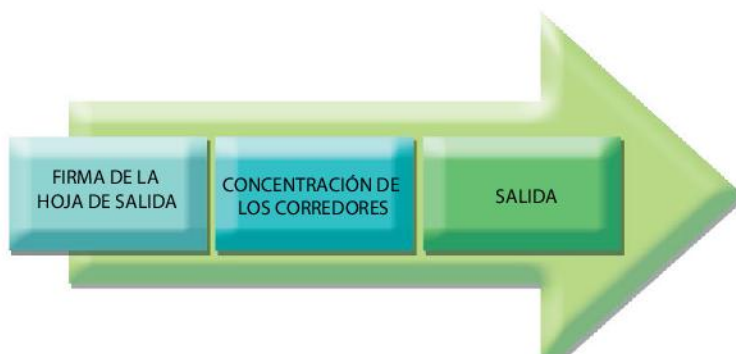 FIRMA DE LA
HOJA DE SALIDA
CONCENTRACIÓN DE
LOS CORREDORES
SALIDA